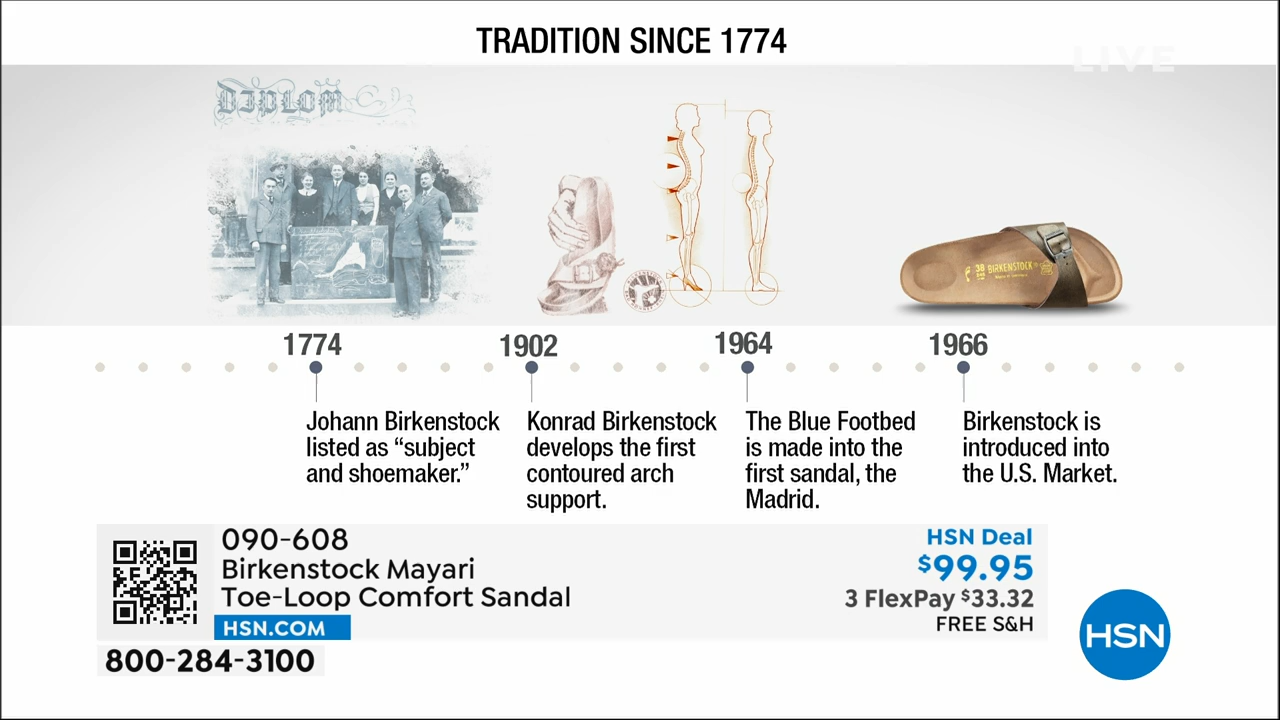 TRADITION SINCE 1774
LIVE
Diplom
38
BIRKENSTOCK
1774
1902
1964
1966
Johann Birkenstock
listed as “subject
and shoemaker.”
Konrad Birkenstock
develops the first
contoured arch
support.
The Blue Footbed
is made into the
first sandal, the
Madrid.
Birkenstock is
introduced into
the U.S. Market.
090-608
Birkenstock Mayari
Toe-Loop Comfort Sandal
HSN.COM
800-284-3100
HSN Deal
$99.95
3 FlexPay $33.32
FREE S&H
HSN